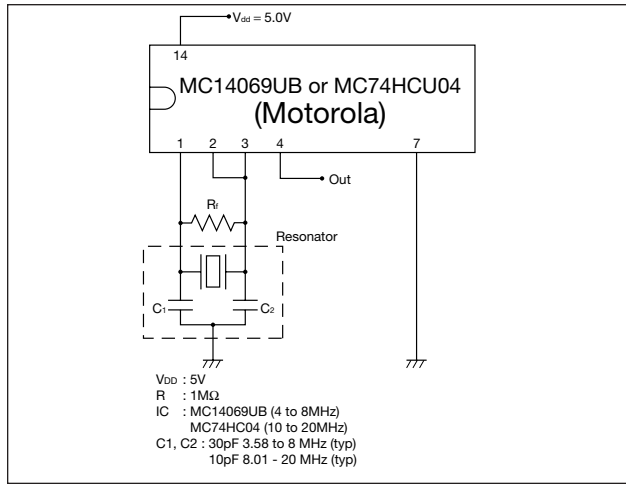 Vdd = 5.0V
14
MC14069UB or MC74HCU04
(Motorola)
1 2 3 4 7
Out
Rf
Resonator
C1 C2
VDD : 5V
R : 1MΩ
IC : MC14069UB (4 to 8MHz)
MC74HC04 (10 to 20MHz)
C1, C2 : 30pF 3.58 to 8 MHz (typ)
10pF 8.01 - 20 MHz (typ)